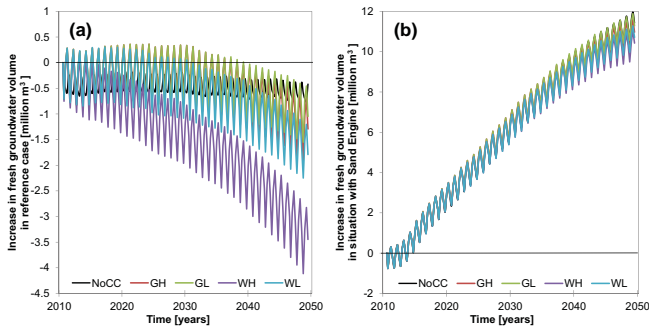 (a)
Increase in fresh groundwater volume
in reference case [million m³ ]
1
0.5
0
-0.5
-1
-1.5
-2
-2.5
-3
-3.5
-4
-4.5
NoCC GH GL WH WL
2010 2020 2030 2040 2050
Time [years]
(b)
Increase in fresh groundwater volume
in situation with Sand Engine [million m³ ]
12
10
8
6
4
2
0
-2
NoCC GH GL WH WL
2010 2020 2030 2040 2050
Time [years]